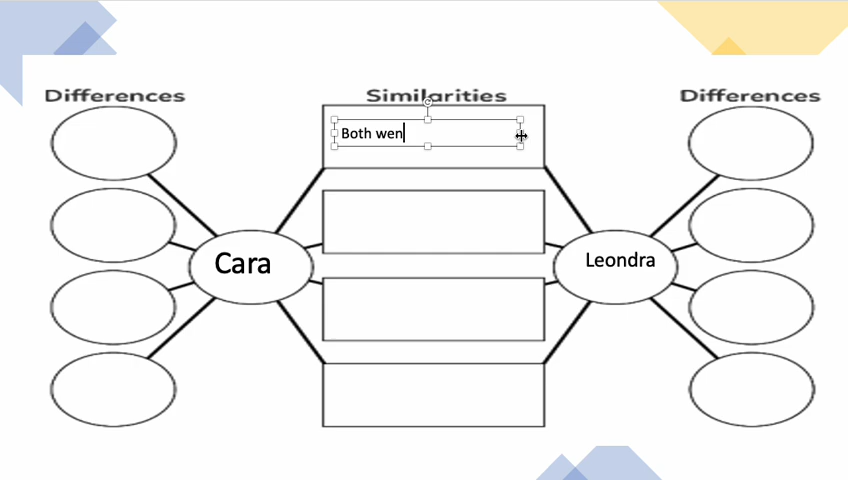 Differences
Similarities
Differences
Both wen
Cara
Leondra